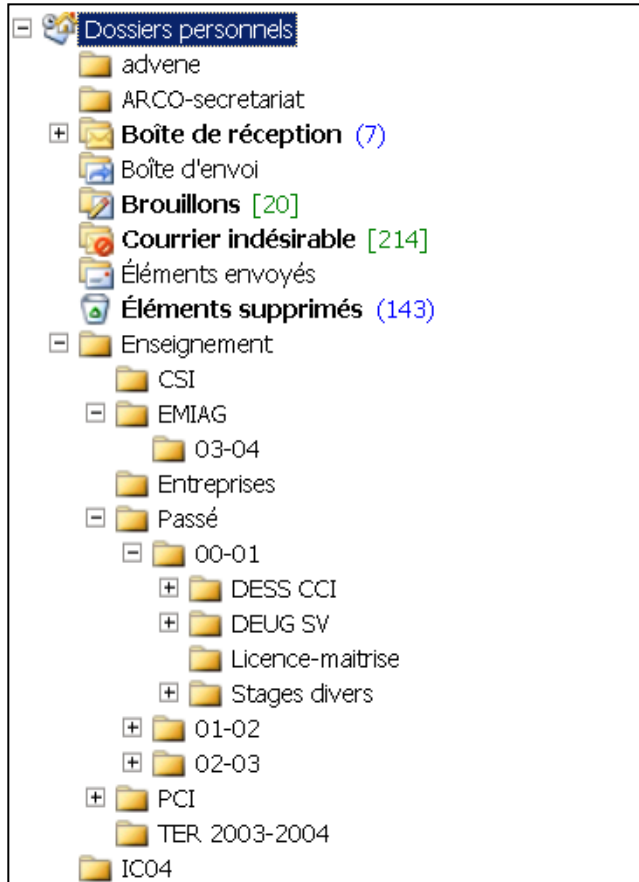 Dossiers personnels
advene
ARCO-secretariat
Boîte de réception (7)
Boîte d'envoi
Brouillons [20]
Courrier indésirable [214]
Éléments envoyés
Éléments supprimés (143)
Enseignement
CSI
EMIAG
03-04
Entreprises
Passé
00-01
DESS CCI
DEUG SV
Licence-maitrise
Stages divers
01-02
02-03
PCI
TER 2003-2004
IC04